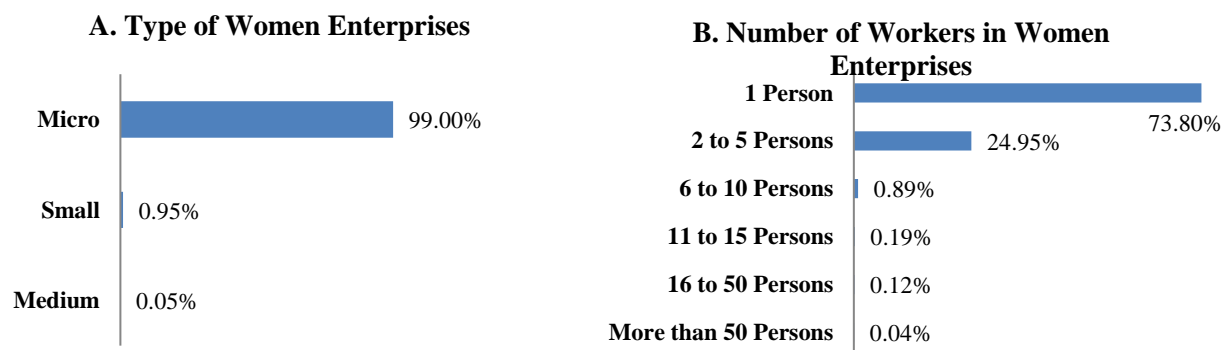 A. Type of Women Enterprises
Micro
99.00%
Small
0.95%
Medium
0.05%
B. Number of Workers in Women
Enterprises
1 Person
73.80%
2 to 5 Persons
24.95%
6 to 10 Persons
0.89%
11 to 15 Persons
0.19%
16 to 50 Persons
0.12%
More than 50 Persons
0.04%